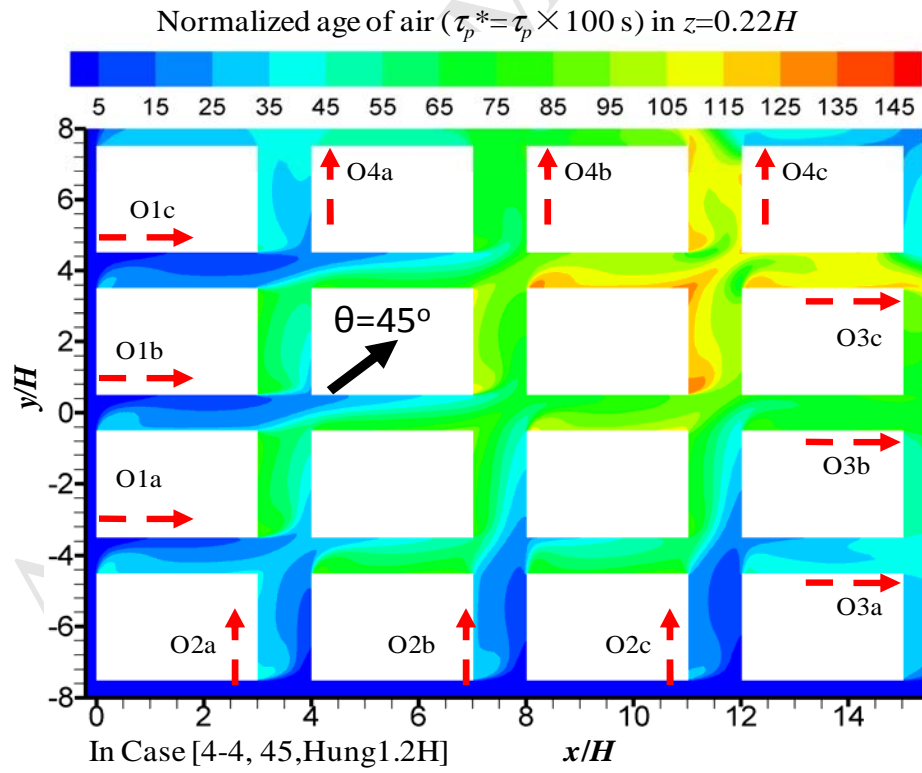 Normalized age of air (τp*=τp×100 s) in z=0.22H
5 15 25 35 45 55 65 75 85 95 105 115 125 135 145
8
6
4
2
0
-2
-4
-6
-8
y/H
O4a
O4b
O4c
O1c
θ=45º
O1b
O3c
O1a
O3b
O3a
O2a
O2b
O2c
0 2 4 6 8 10 12 14
In Case [4-4, 45,Hung1.2H]
x/H